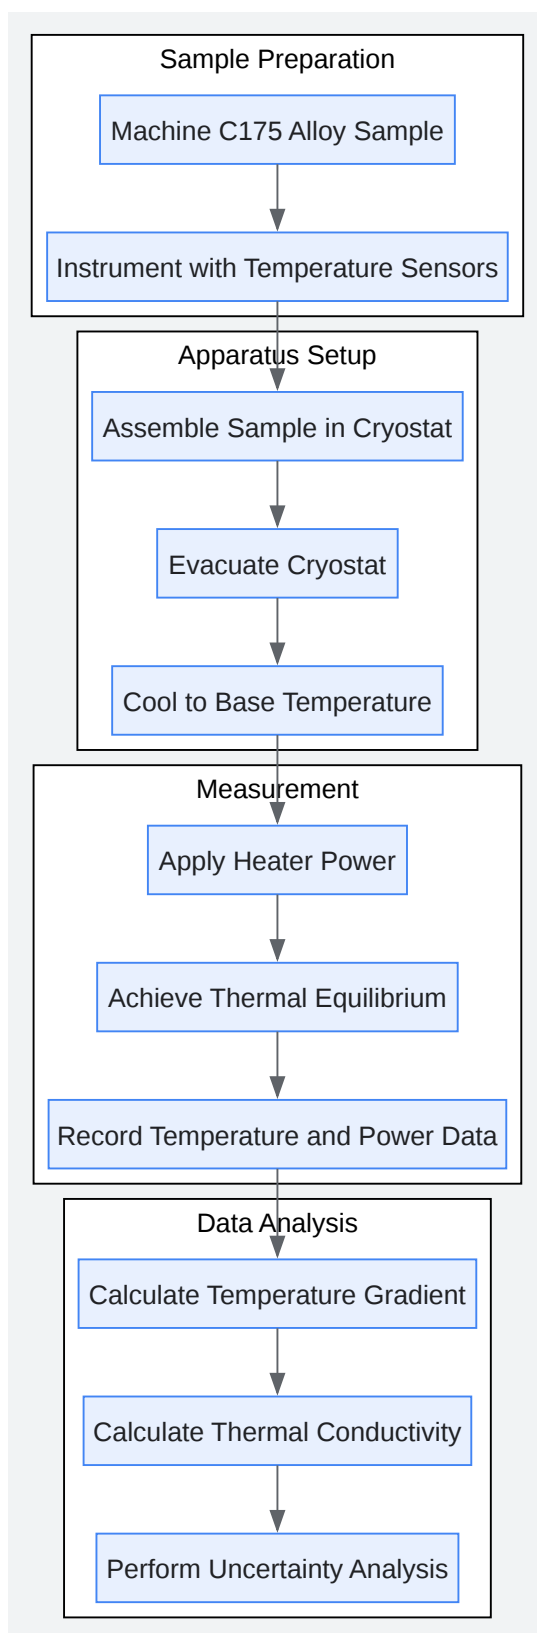 Sample Preparation
Machine C175 Alloy Sample
Instrument with Temperature Sensors
Apparatus Setup
Assemble Sample in Cryostat
Evacuate Cryostat
Cool to Base Temperature
Measurement
Apply Heater Power
Achieve Thermal Equilibrium
Record Temperature and Power Data
Data Analysis
Calculate Temperature Gradient
Calculate Thermal Conductivity
Perform Uncertainty Analysis